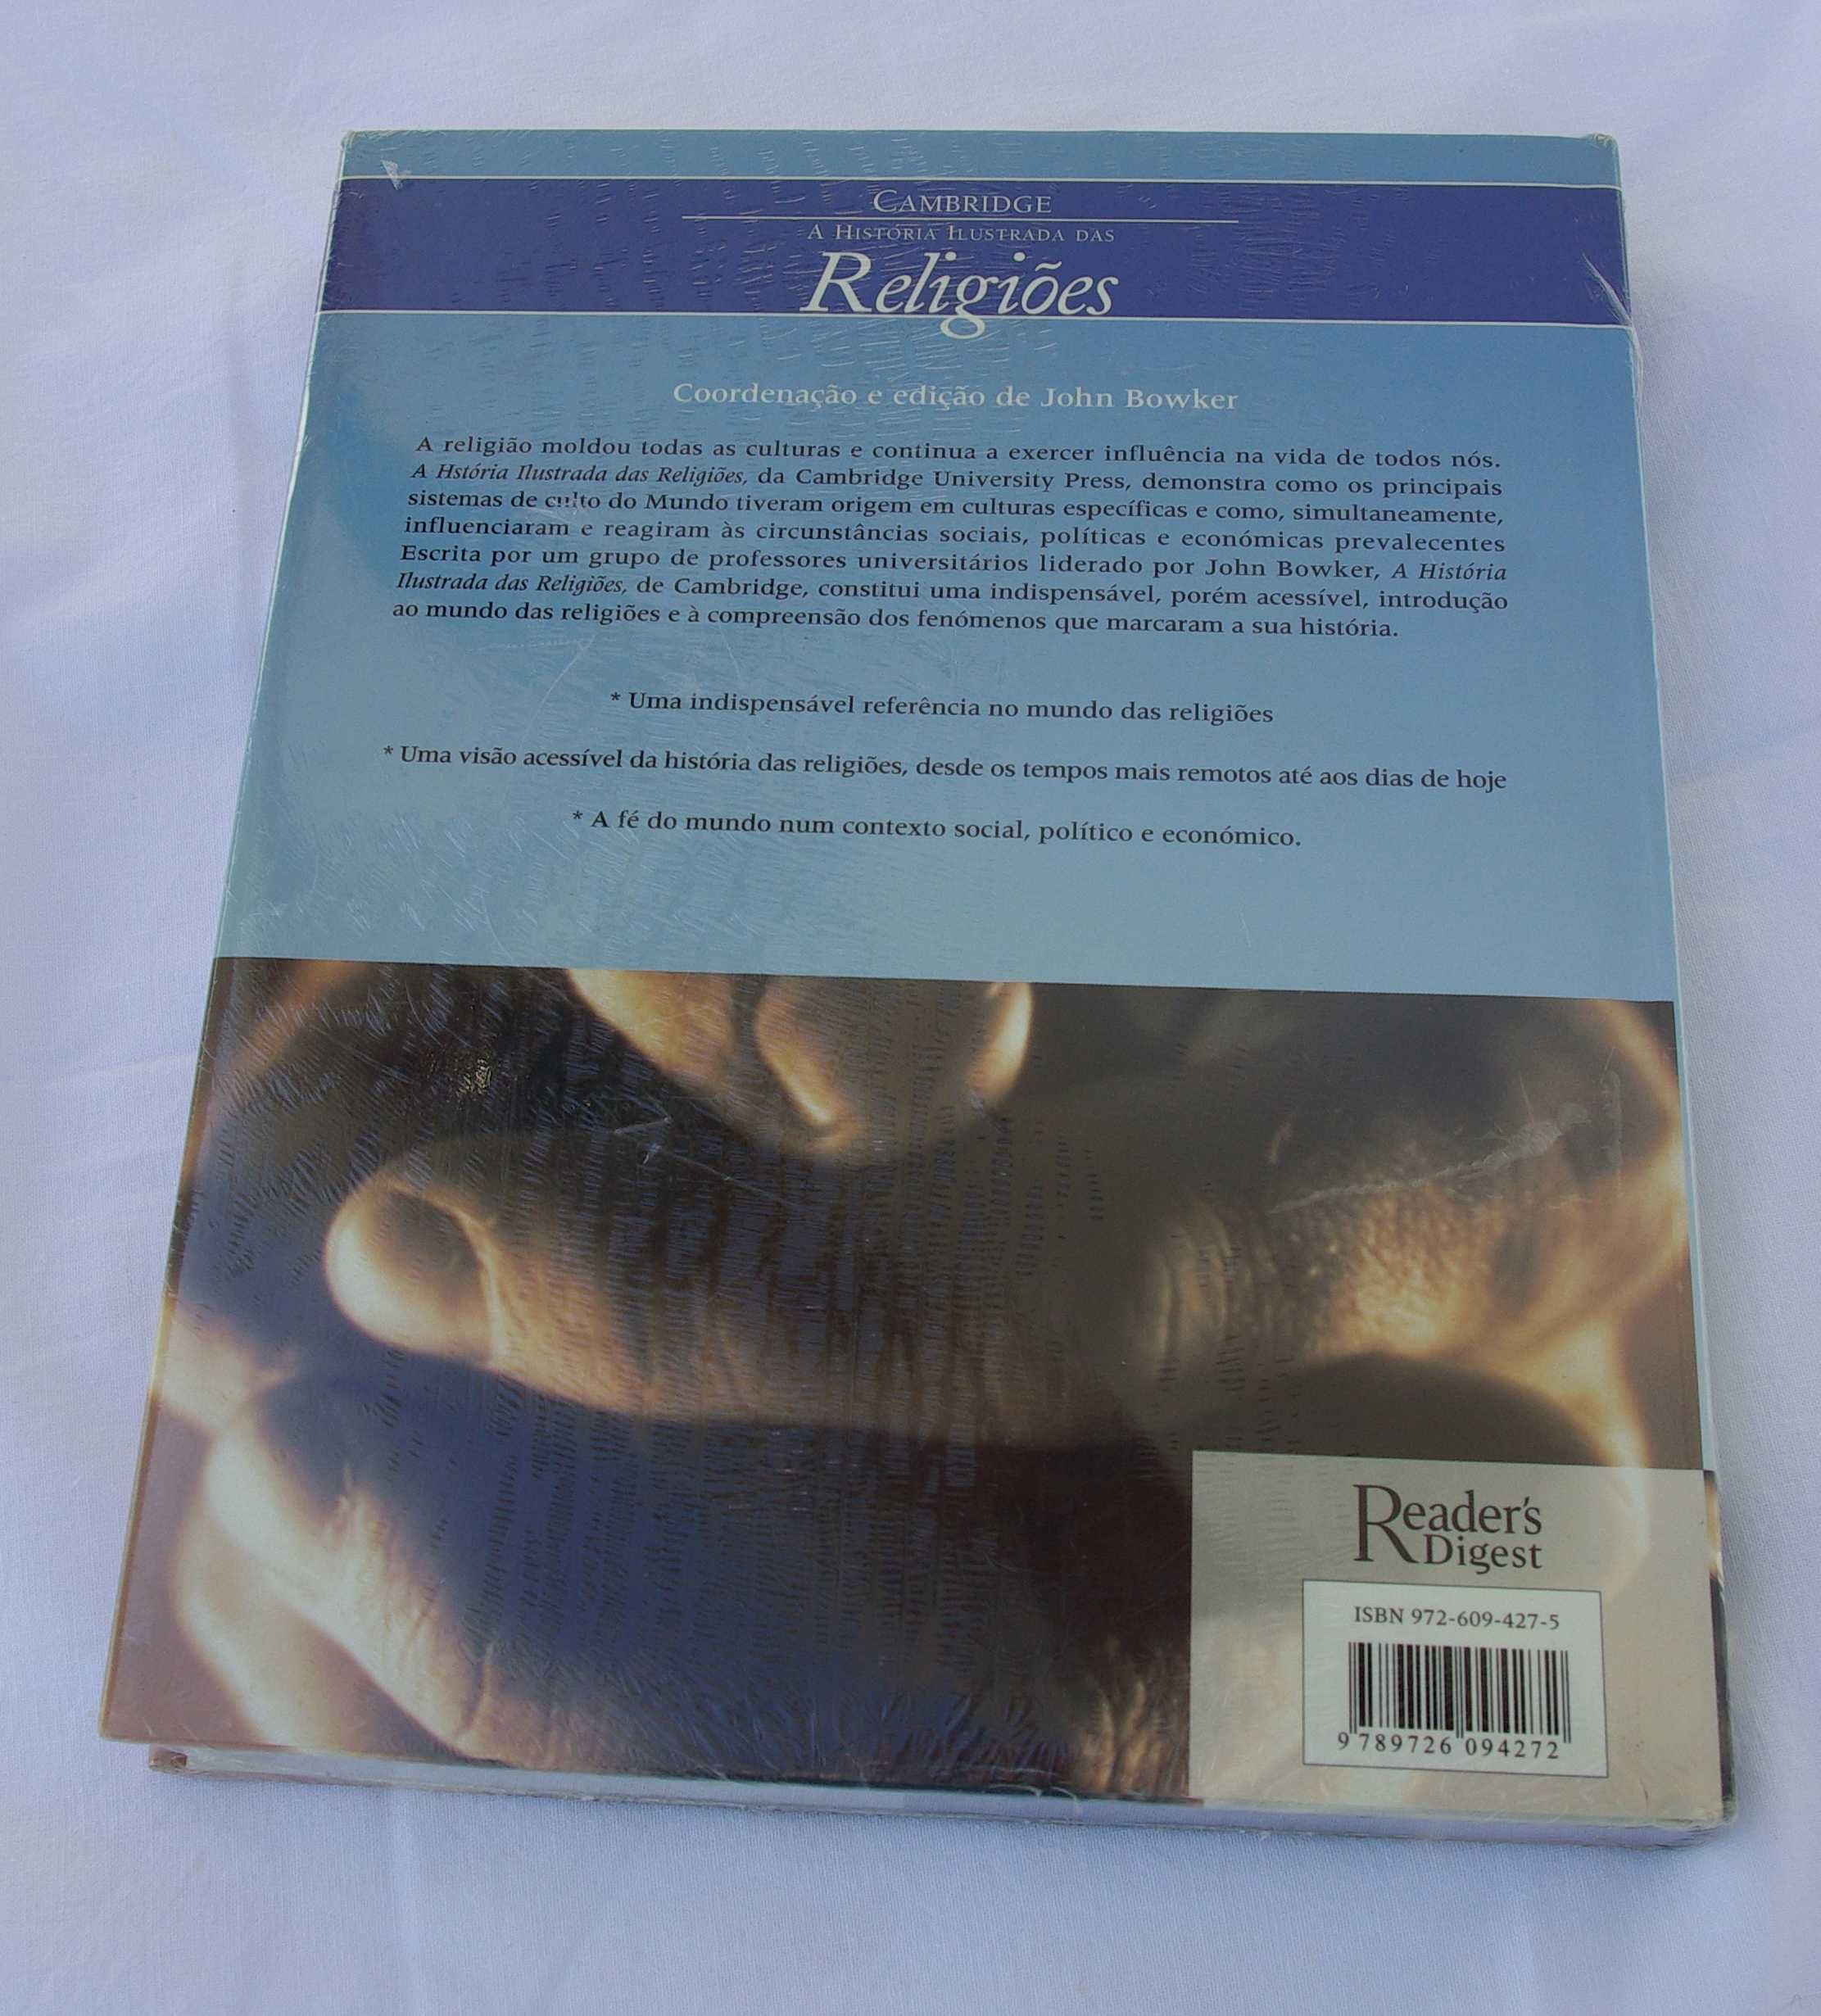 CAMBRIDGE
A HISTÓRIA ILUSTRADA DAS
Religiões
Coordenação e edição de John Bowker
A religião moldou todas as culturas e continua a exercer influência na vida de todos nós.
A Hstória Ilustrada das Religiões, da Cambridge University Press, demonstra como os principais
sistemas de culto do Mundo tiveram origem em culturas específicas e como, simultaneamente,
influenciaram e reagiram às circunstâncias sociais, políticas e económicas prevalecentes
Escrita por um grupo de professores universitários liderado por John Bowker, A História
Ilustrada das Religiões, de Cambridge, constitui uma indispensável, porém acessível, introdução
ao mundo das religiões e à compreensão dos fenómenos que marcaram a sua história.
* Uma indispensável referência no mundo das religiões
* Uma visão acessível da história das religiões, desde os tempos mais remotos até aos dias de hoje
* A fé do mundo num contexto social, político e económico.
Reader's
Digest
ISBN 972-609-427-5
9 789726 094272